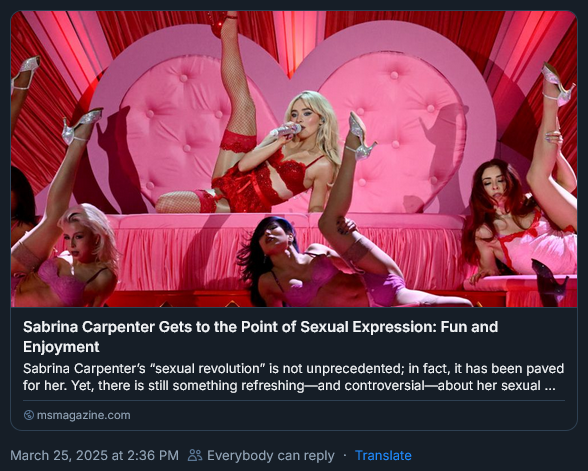 Sabrina Carpenter Gets to the Point of Sexual Expression: Fun and
Enjoyment
Sabrina Carpenter’s “sexual revolution” is not unprecedented; in fact, it has been paved
for her. Yet, there is still something refreshing—and controversial—about her sexual ...
msmagazine.com
March 25, 2025 at 2:36 PM Everybody can reply · Translate